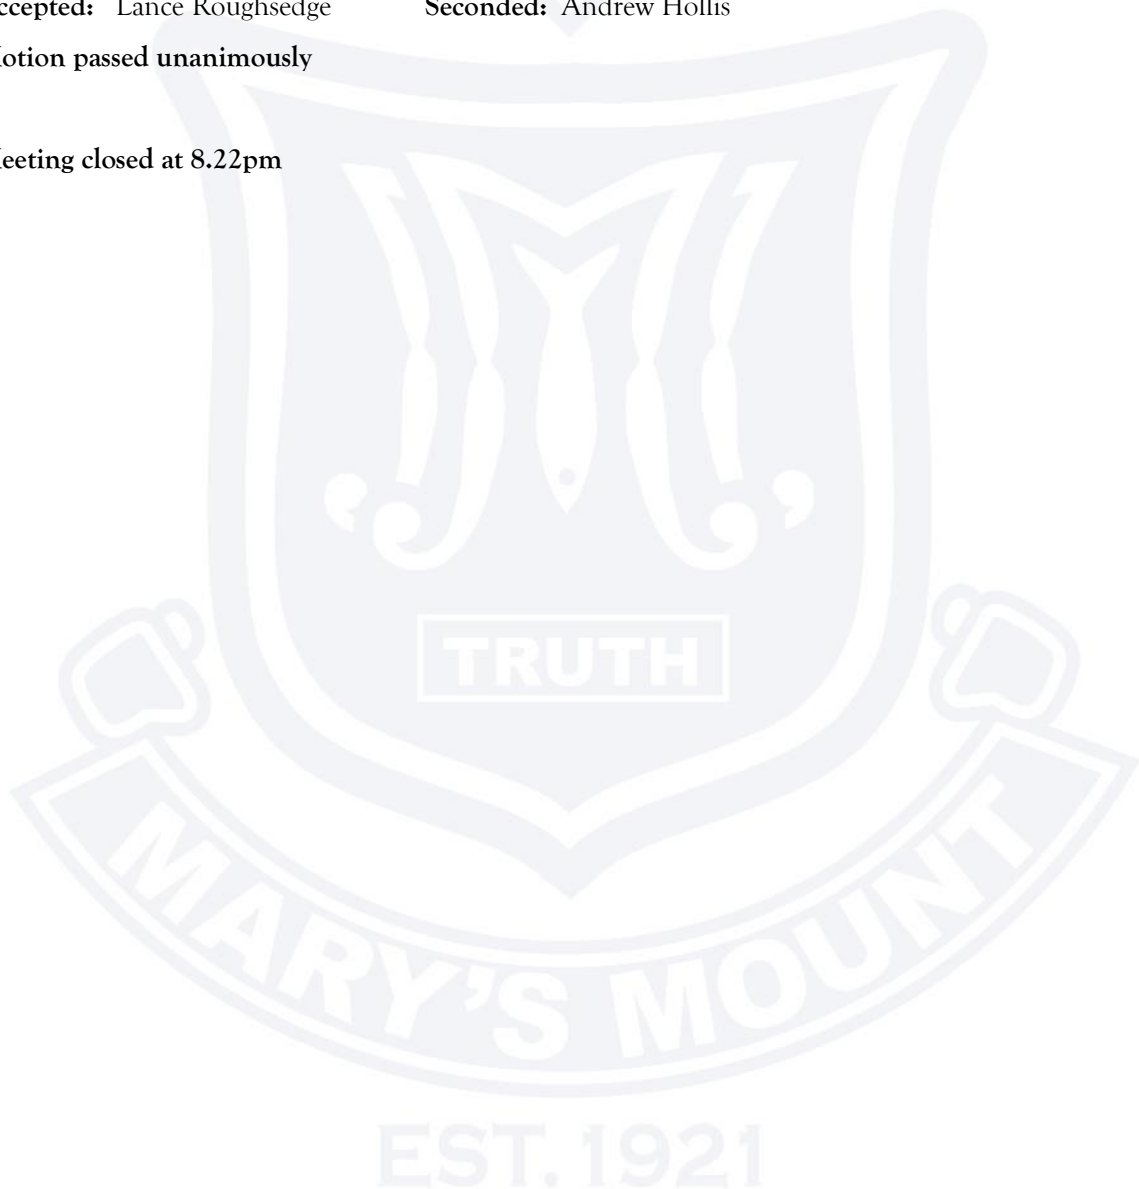 ccepted: Lance Roughsedge Seconded: Andrew Hollis
otion passed unanimously
eeting closed at 8.22pm
TRUTH
MARY'S MOUNT
EST. 1921